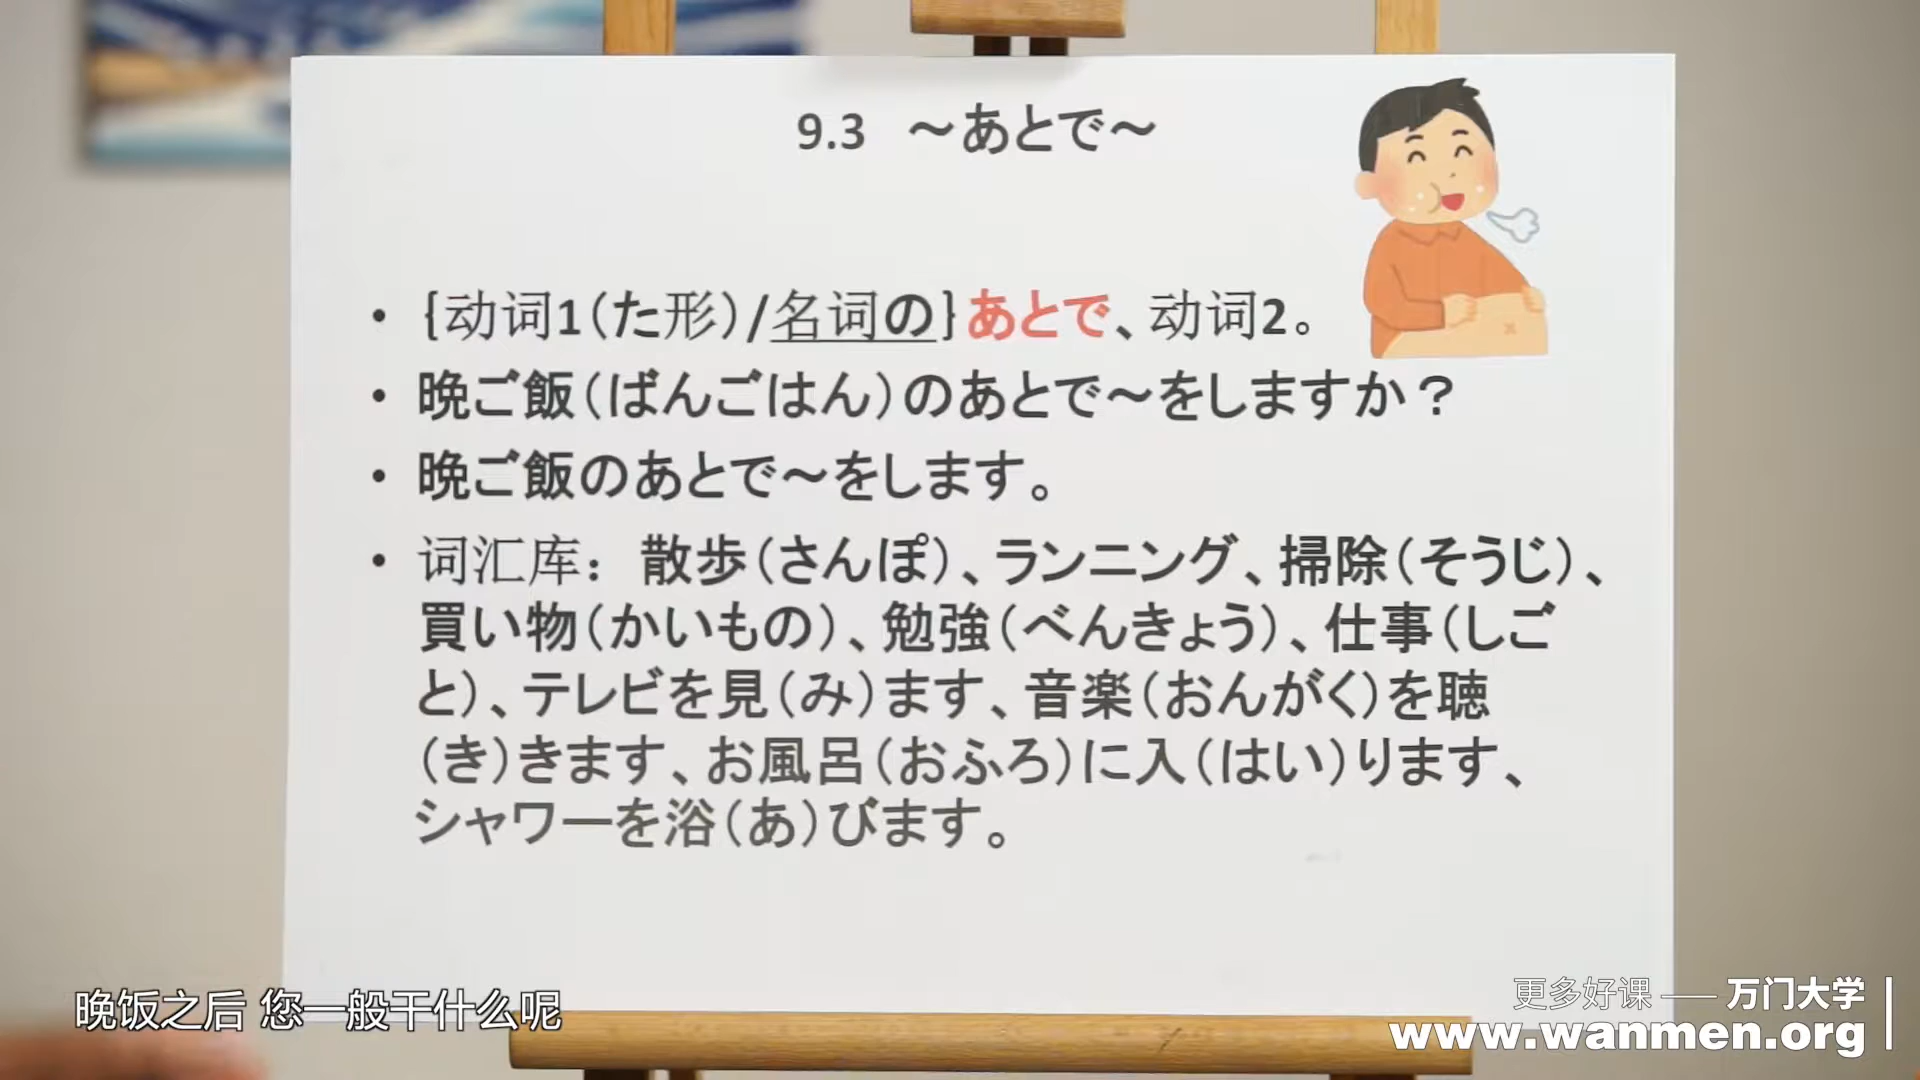 9.3 ～あとで～
• {动词1（た形）/名词の}あとで、动词2。
• 晩ご飯（ばんごはん）のあとで～をしますか？
• 晩ご飯のあとで～をします。
• 词汇库：散歩（さんぽ）、ランニング、掃除（そうじ）、
買い物（かいもの）、勉強（べんきょう）、仕事（しご
と）、テレビを見（み）ます、音楽（おんがく）を聴
（き）きます、お風呂（おふろ）に入（はい）ります、
シャワーを浴（あ）びます。
晚饭之后 您一般干什么呢
更多好课 —— 万门大学
www.wanmen.org